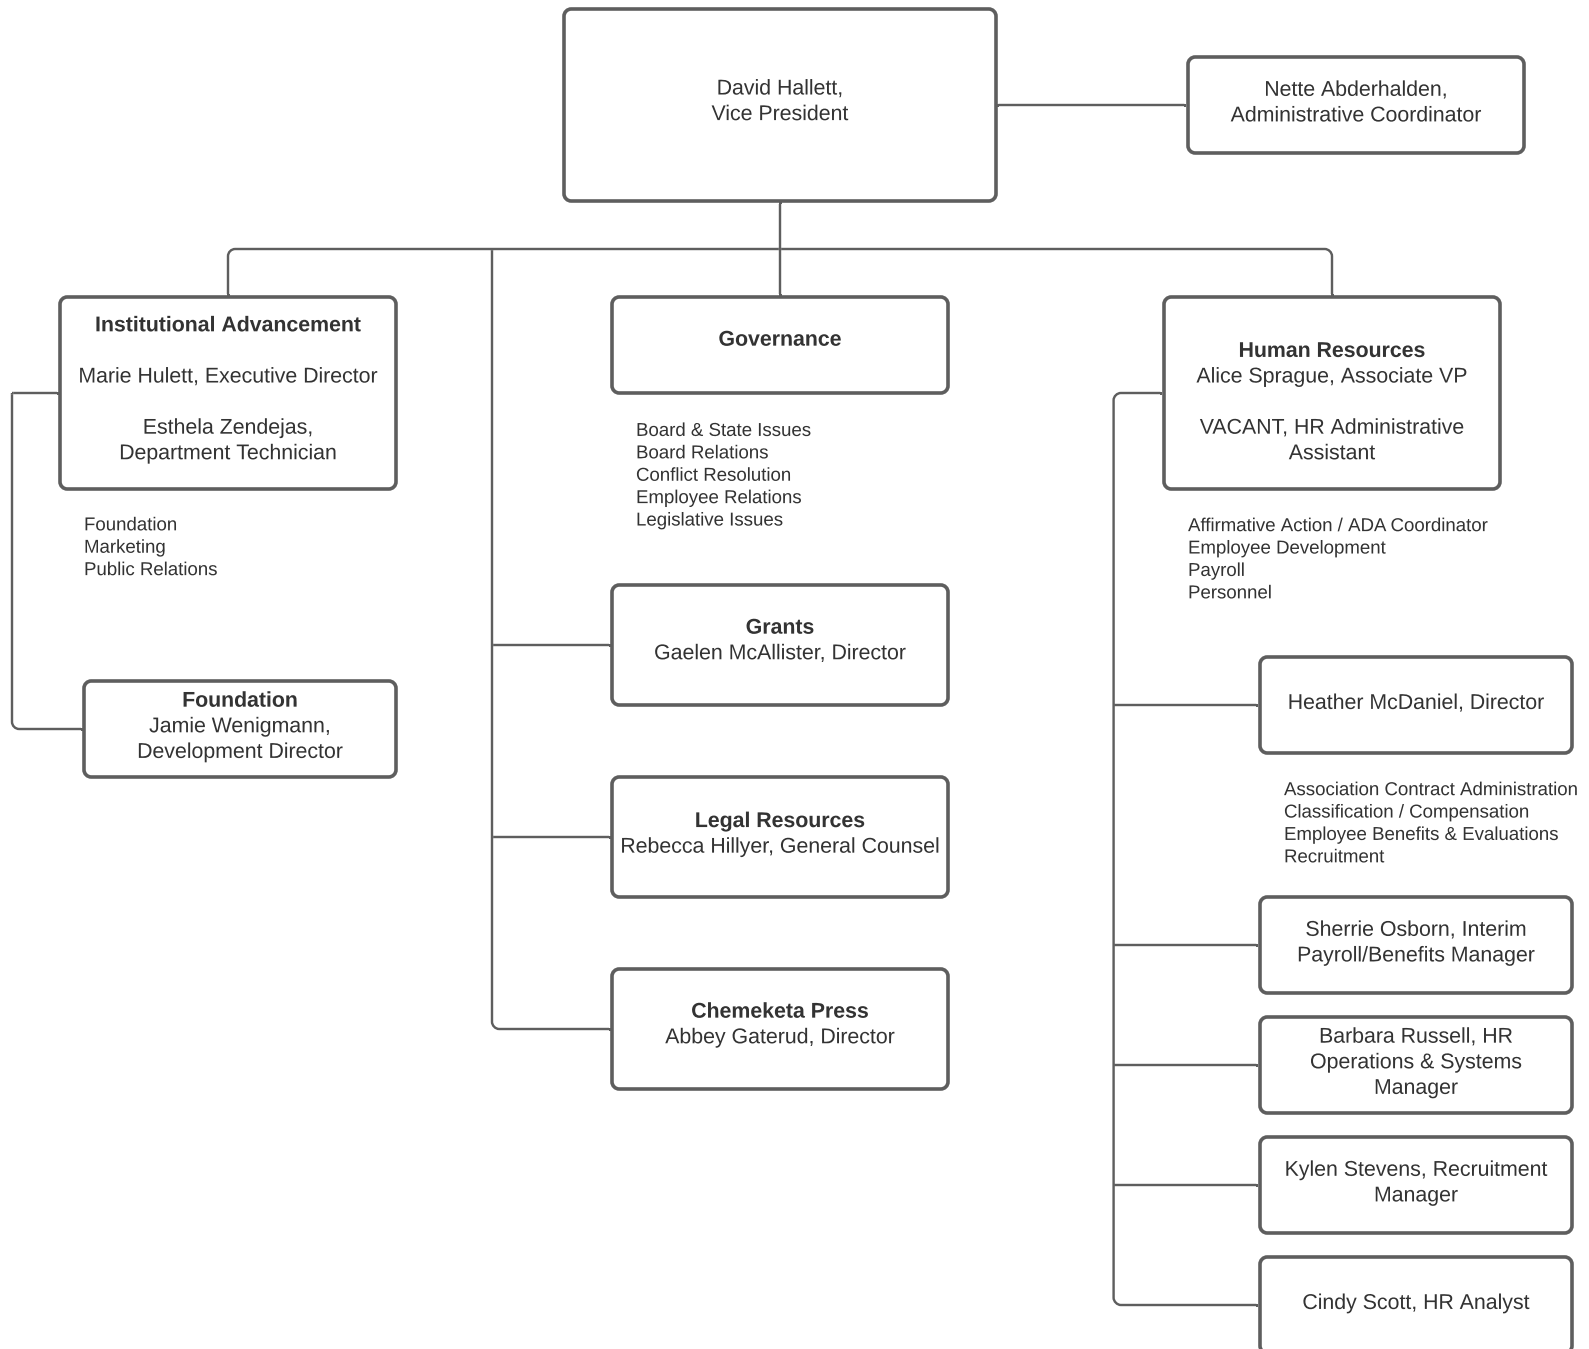 David Hallett,
Vice President
Nette Abderhalden,
Administrative Coordinator
Institutional Advancement
Marie Hulett, Executive Director
Esthela Zendejas,
Department Technician
Foundation
Marketing
Public Relations
Foundation
Jamie Wenigmann,
Development Director
Governance
Board & State Issues
Board Relations
Conflict Resolution
Employee Relations
Legislative Issues
Grants
Gaelen McAllister, Director
Legal Resources
Rebecca Hillyer, General Counsel
Chemeketa Press
Abbey Gaterud, Director
Human Resources
Alice Sprague, Associate VP
VACANT, HR Administrative
Assistant
Affirmative Action / ADA Coordinator
Employee Development
Payroll
Personnel
Heather McDaniel, Director
Association Contract Administration
Classification / Compensation
Employee Benefits & Evaluations
Recruitment
Sherrie Osborn, Interim
Payroll/Benefits Manager
Barbara Russell, HR
Operations & Systems
Manager
Kylen Stevens, Recruitment
Manager
Cindy Scott, HR Analyst